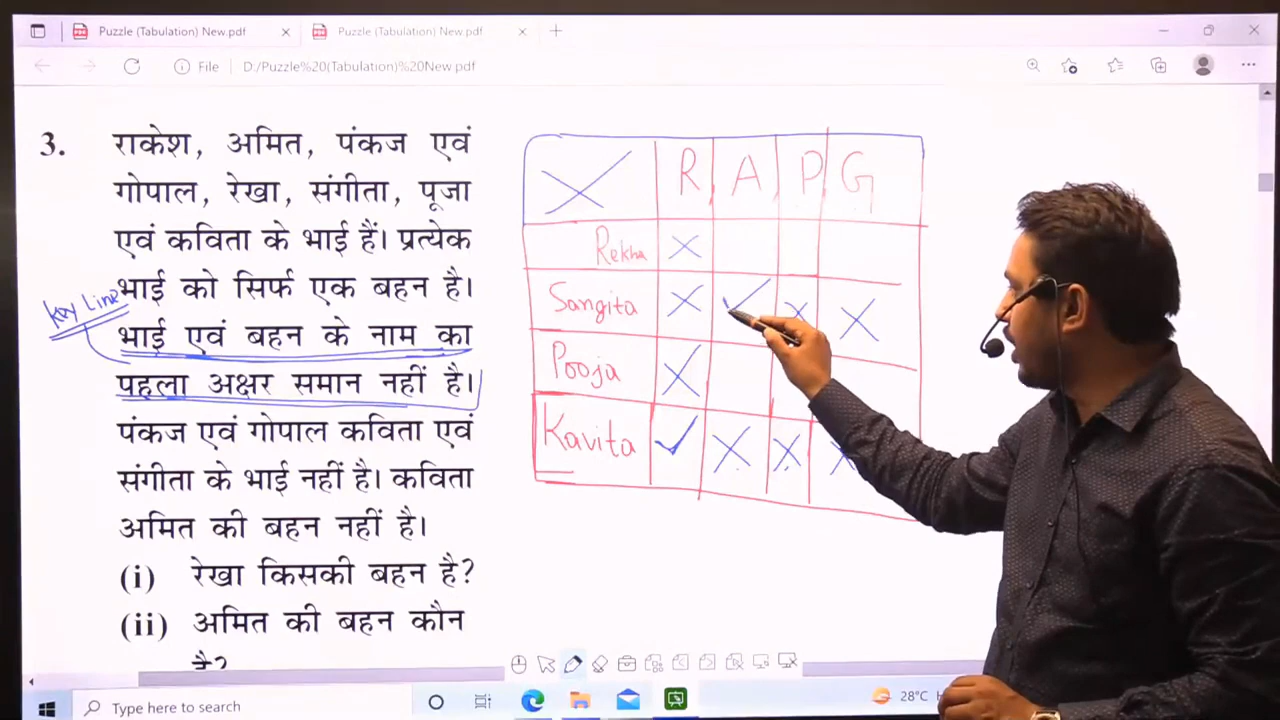 Puzzle (Tabulation) New.pdf
Puzzle (Tabulation) New.pdf
File D:/Puzzle%20(Tabulation)%20New.pdf
3. राकेश, अमित, पंकज एवं
गोपाल, रेखा, संगीता, पूजा
एवं कविता के भाई हैं। प्रत्येक
भाई को सिर्फ एक बहन है।
Key Line
भाई एवं बहन के नाम का
पहला अक्षर समान नहीं है।
पंकज एवं गोपाल कविता एवं
संगीता के भाई नहीं है। कविता
अमित की बहन नहीं है।
(i) रेखा किसकी बहन है?
(ii) अमित की बहन कौन
है?
R A P G
Rekha
Sangita
Pooja
Kavita
Type here to search
28°C